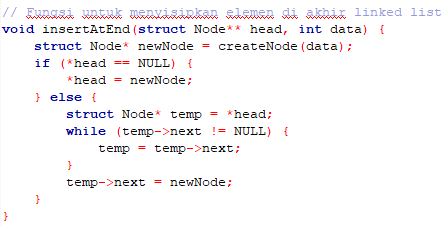 // Fungsi untuk menyisipkan elemen di akhir linked list
void insertAtEnd(struct Node** head, int data) {
    struct Node* newNode = createNode(data);
    if (*head == NULL) {
        *head = newNode;
    } else {
        struct Node* temp = *head;
        while (temp->next != NULL) {
            temp = temp->next;
        }
        temp->next = newNode;
    }
}